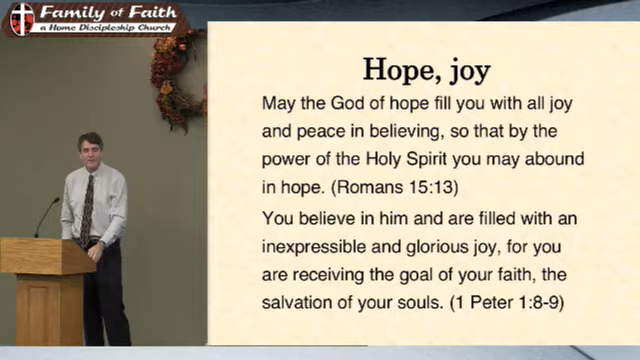 Family of Faith
a Home Discipleship Church
Hope, joy
May the God of hope fill you with all joy
and peace in believing, so that by the
power of the Holy Spirit you may abound
in hope. (Romans 15:13)
You believe in him and are filled with an
inexpressible and glorious joy, for you
are receiving the goal of your faith, the
salvation of your souls. (1 Peter 1:8-9)